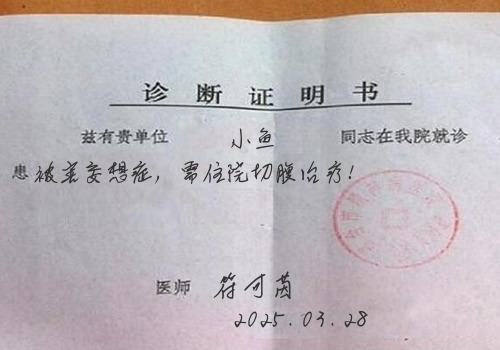 诊断证明书
兹有贵单位 小鱼 同志在我院就诊
患被害妄想症，需住院切腹治疗！
医师 符可茵
2025.03.28